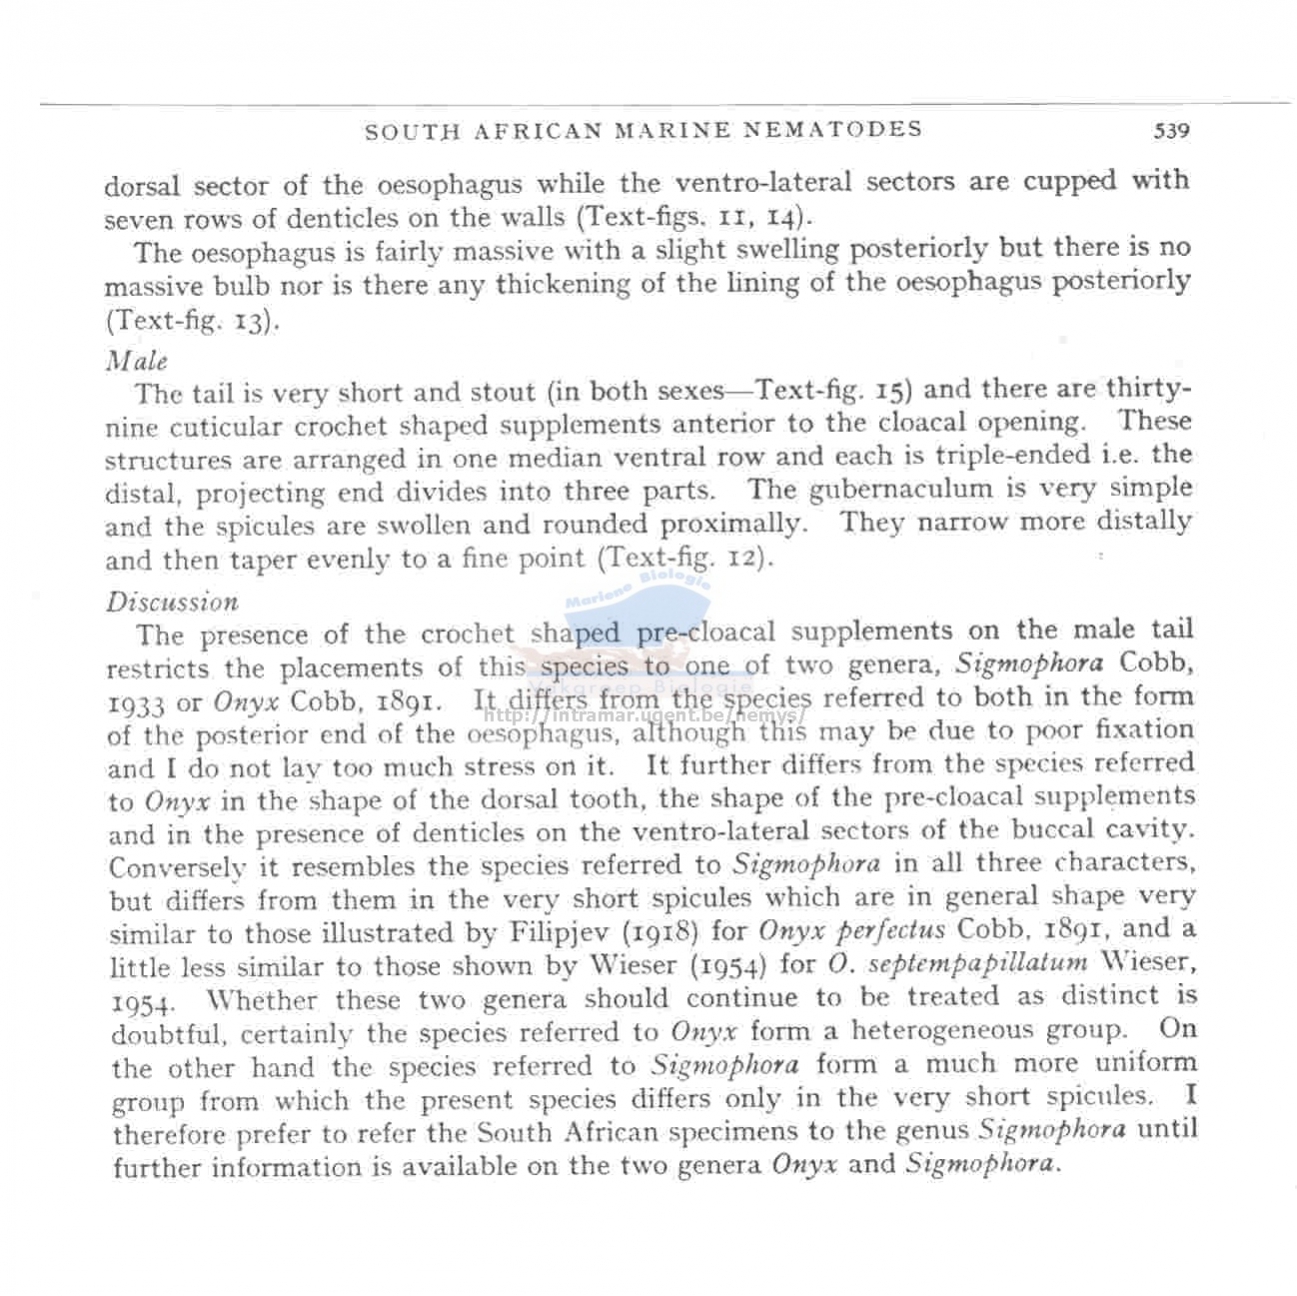 SOUTH AFRICAN MARINE NEMATODES 539
dorsal sector of the oesophagus while the ventro-lateral sectors are cupped with
seven rows of denticles on the walls (Text-figs. 11, 14).
The oesophagus is fairly massive with a slight swelling posteriorly but there is no
massive bulb nor is there any thickening of the lining of the oesophagus posteriorly
(Text-fig. 13).
Male
The tail is very short and stout (in both sexes—Text-fig. 15) and there are thirty-
nine cuticular crochet shaped supplements anterior to the cloacal opening. These
structures are arranged in one median ventral row and each is triple-ended i.e. the
distal, projecting end divides into three parts. The gubernaculum is very simple
and the spicules are swollen and rounded proximally. They narrow more distally
and then taper evenly to a fine point (Text-fig. 12).
Mariene Biologie
Discussion
The presence of the crochet shaped pre-cloacal supplements on the male tail
restricts the placements of this species to one of two genera, Sigmophora Cobb,
Vakgroep Biologie
1933 or Onyx Cobb, 1891. It differs from the species referred to both in the form
http://intramar.ugent.be/nemys/
of the posterior end of the oesophagus, although this may be due to poor fixation
and I do not lay too much stress on it. It further differs from the species referred
to Onyx in the shape of the dorsal tooth, the shape of the pre-cloacal supplements
and in the presence of denticles on the ventro-lateral sectors of the buccal cavity.
Conversely it resembles the species referred to Sigmophora in all three characters,
but differs from them in the very short spicules which are in general shape very
similar to those illustrated by Filipjev (1918) for Onyx perfectus Cobb, 1891, and a
little less similar to those shown by Wieser (1954) for O. septempapillatum Wieser,
1954. Whether these two genera should continue to be treated as distinct is
doubtful, certainly the species referred to Onyx form a heterogeneous group. On
the other hand the species referred to Sigmophora form a much more uniform
group from which the present species differs only in the very short spicules. I
therefore prefer to refer the South African specimens to the genus Sigmophora until
further information is available on the two genera Onyx and Sigmophora.